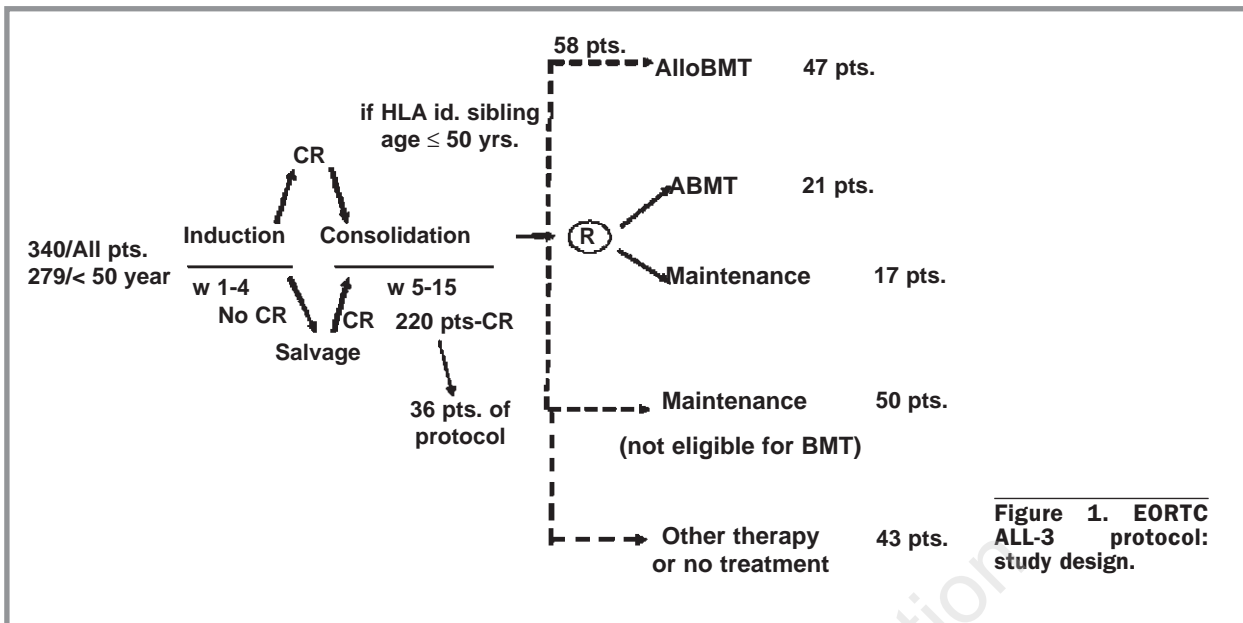 58 pts.
AlloBMT 47 pts.
if HLA id. sibling
age ≤ 50 yrs.
CR
ABMT 21 pts.
340/All pts.
279/< 50 year
Induction Consolidation
R
w 1-4 w 5-15
Maintenance 17 pts.
No CR CR 220 pts-CR
Salvage
36 pts. of
protocol
Maintenance 50 pts.
(not eligible for BMT)
Other therapy 43 pts.
or no treatment
Figure 1. EORTC
ALL-3 protocol:
study design.